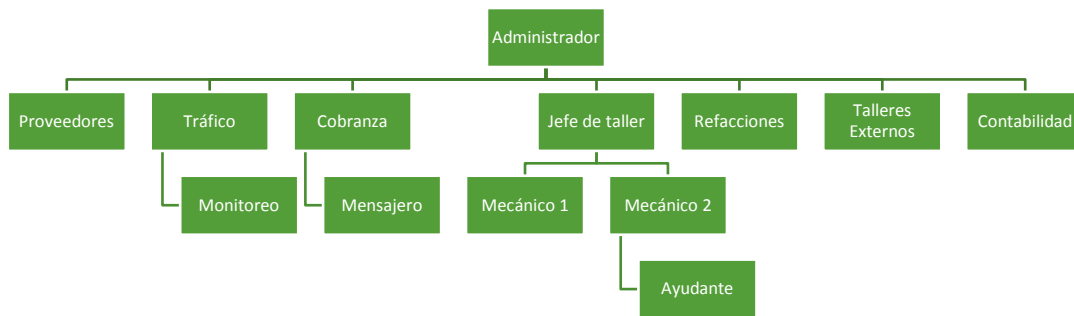 Administrador
Proveedores
Tráfico
Cobranza
Jefe de taller
Refacciones
Talleres
Externos
Contabilidad
Monitoreo
Mensajero
Mecánico 1
Mecánico 2
Ayudante